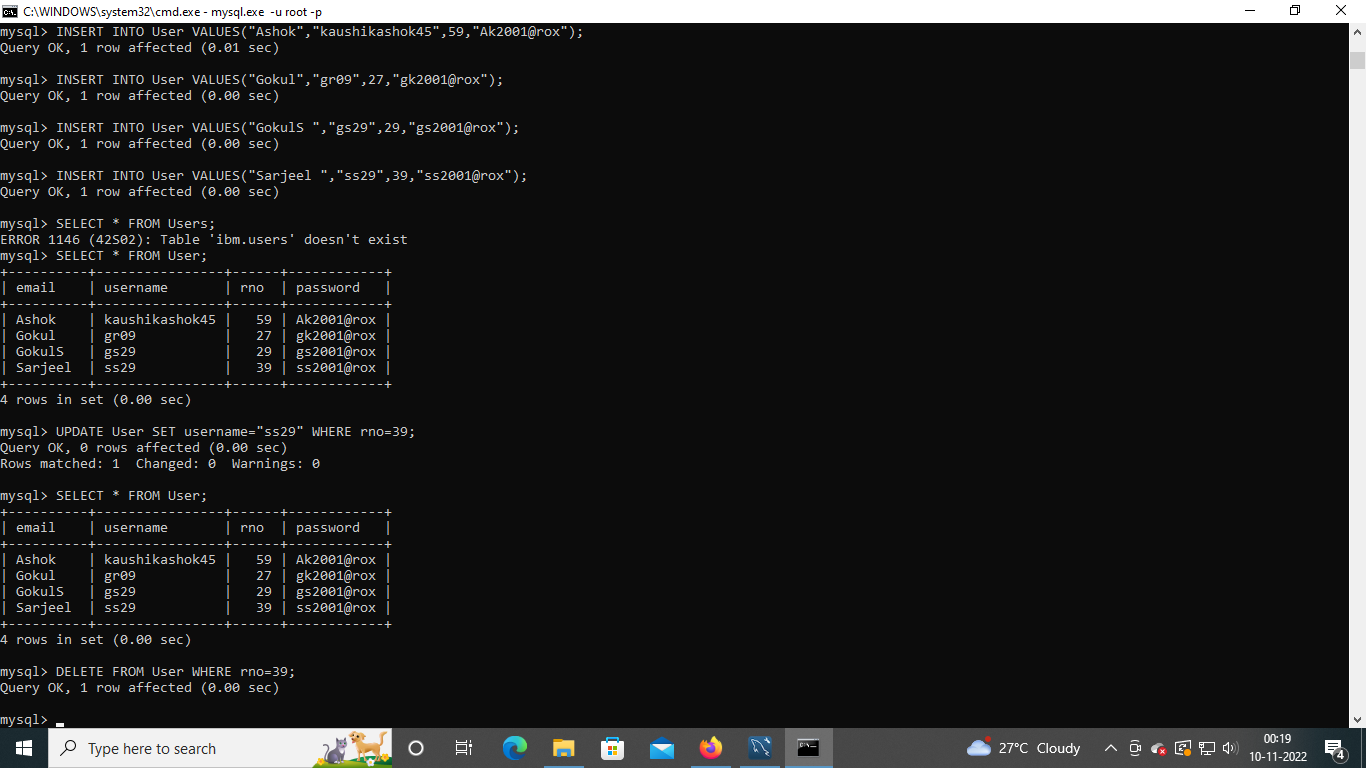 C:\WINDOWS\system32\cmd.exe - mysql.exe -u root -p
mysql> INSERT INTO User VALUES("Ashok","kaushikashok45",59,"Ak2001@rox");
Query OK, 1 row affected (0.01 sec)
mysql> INSERT INTO User VALUES("Gokul","gr09",27,"gk2001@rox");
Query OK, 1 row affected (0.00 sec)
mysql> INSERT INTO User VALUES("GokulS ","gs29",29,"gs2001@rox");
Query OK, 1 row affected (0.00 sec)
mysql> INSERT INTO User VALUES("Sarjeel ","ss29",39,"ss2001@rox");
Query OK, 1 row affected (0.00 sec)
mysql> SELECT * FROM Users;
ERROR 1146 (42S02): Table 'ibm.users' doesn't exist
mysql> SELECT * FROM User;
+----------+----------------+------+------------+
| email    | username       | rno  | password   |
+----------+----------------+------+------------+
| Ashok    | kaushikashok45 |   59 | Ak2001@rox |
| Gokul    | gr09           |   27 | gk2001@rox |
| GokulS   | gs29           |   29 | gs2001@rox |
| Sarjeel  | ss29           |   39 | ss2001@rox |
+----------+----------------+------+------------+
4 rows in set (0.00 sec)
mysql> UPDATE User SET username="ss29" WHERE rno=39;
Query OK, 0 rows affected (0.00 sec)
Rows matched: 1  Changed: 0  Warnings: 0
mysql> SELECT * FROM User;
+----------+----------------+------+------------+
| email    | username       | rno  | password   |
+----------+----------------+------+------------+
| Ashok    | kaushikashok45 |   59 | Ak2001@rox |
| Gokul    | gr09           |   27 | gk2001@rox |
| GokulS   | gs29           |   29 | gs2001@rox |
| Sarjeel  | ss29           |   39 | ss2001@rox |
+----------+----------------+------+------------+
4 rows in set (0.00 sec)
mysql> DELETE FROM User WHERE rno=39;
Query OK, 1 row affected (0.00 sec)
mysql>
Type here to search
27°C Cloudy
00:19
10-11-2022
4